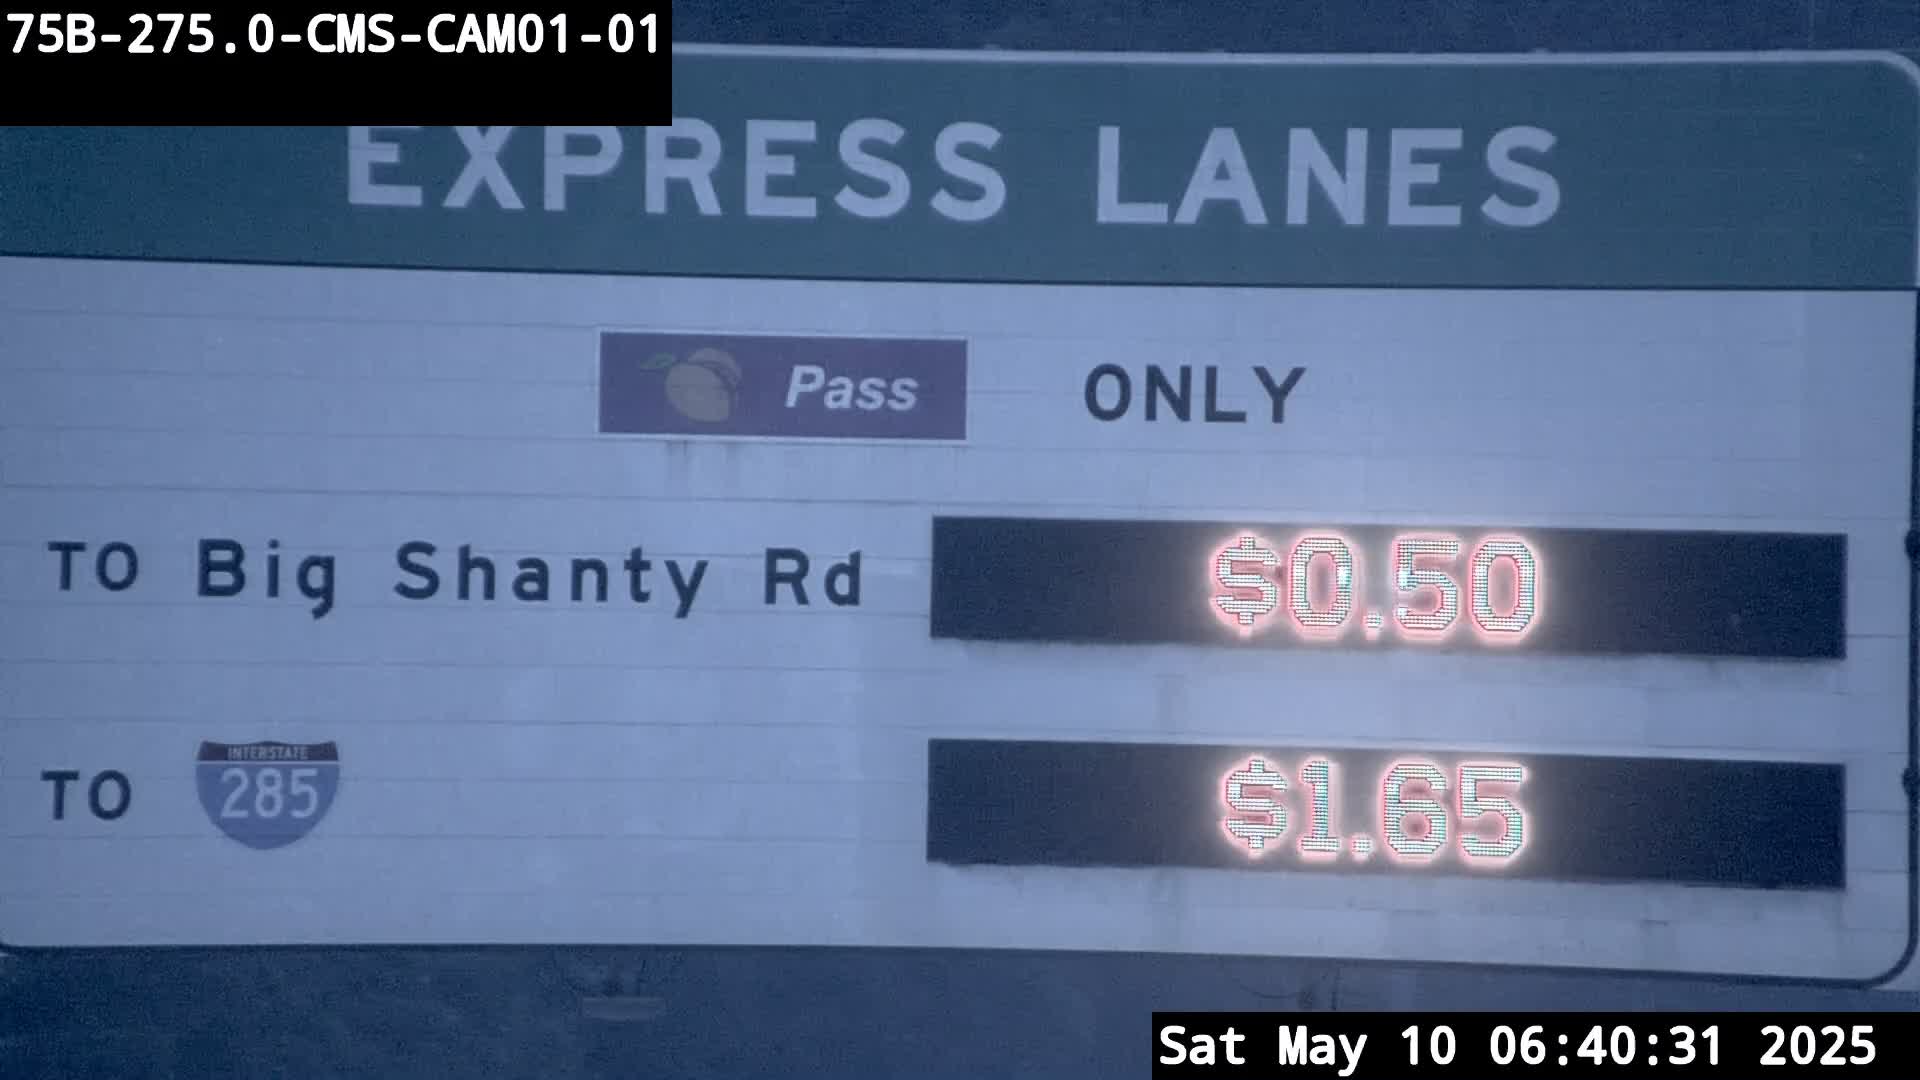 75B-275.0-CMS-CAM01-01
EXPRESS LANES
Pass ONLY
TO Big Shanty Rd $0.50
INTERSTATE
TO 285 $1.65
Sat May 10 06:40:31 2025